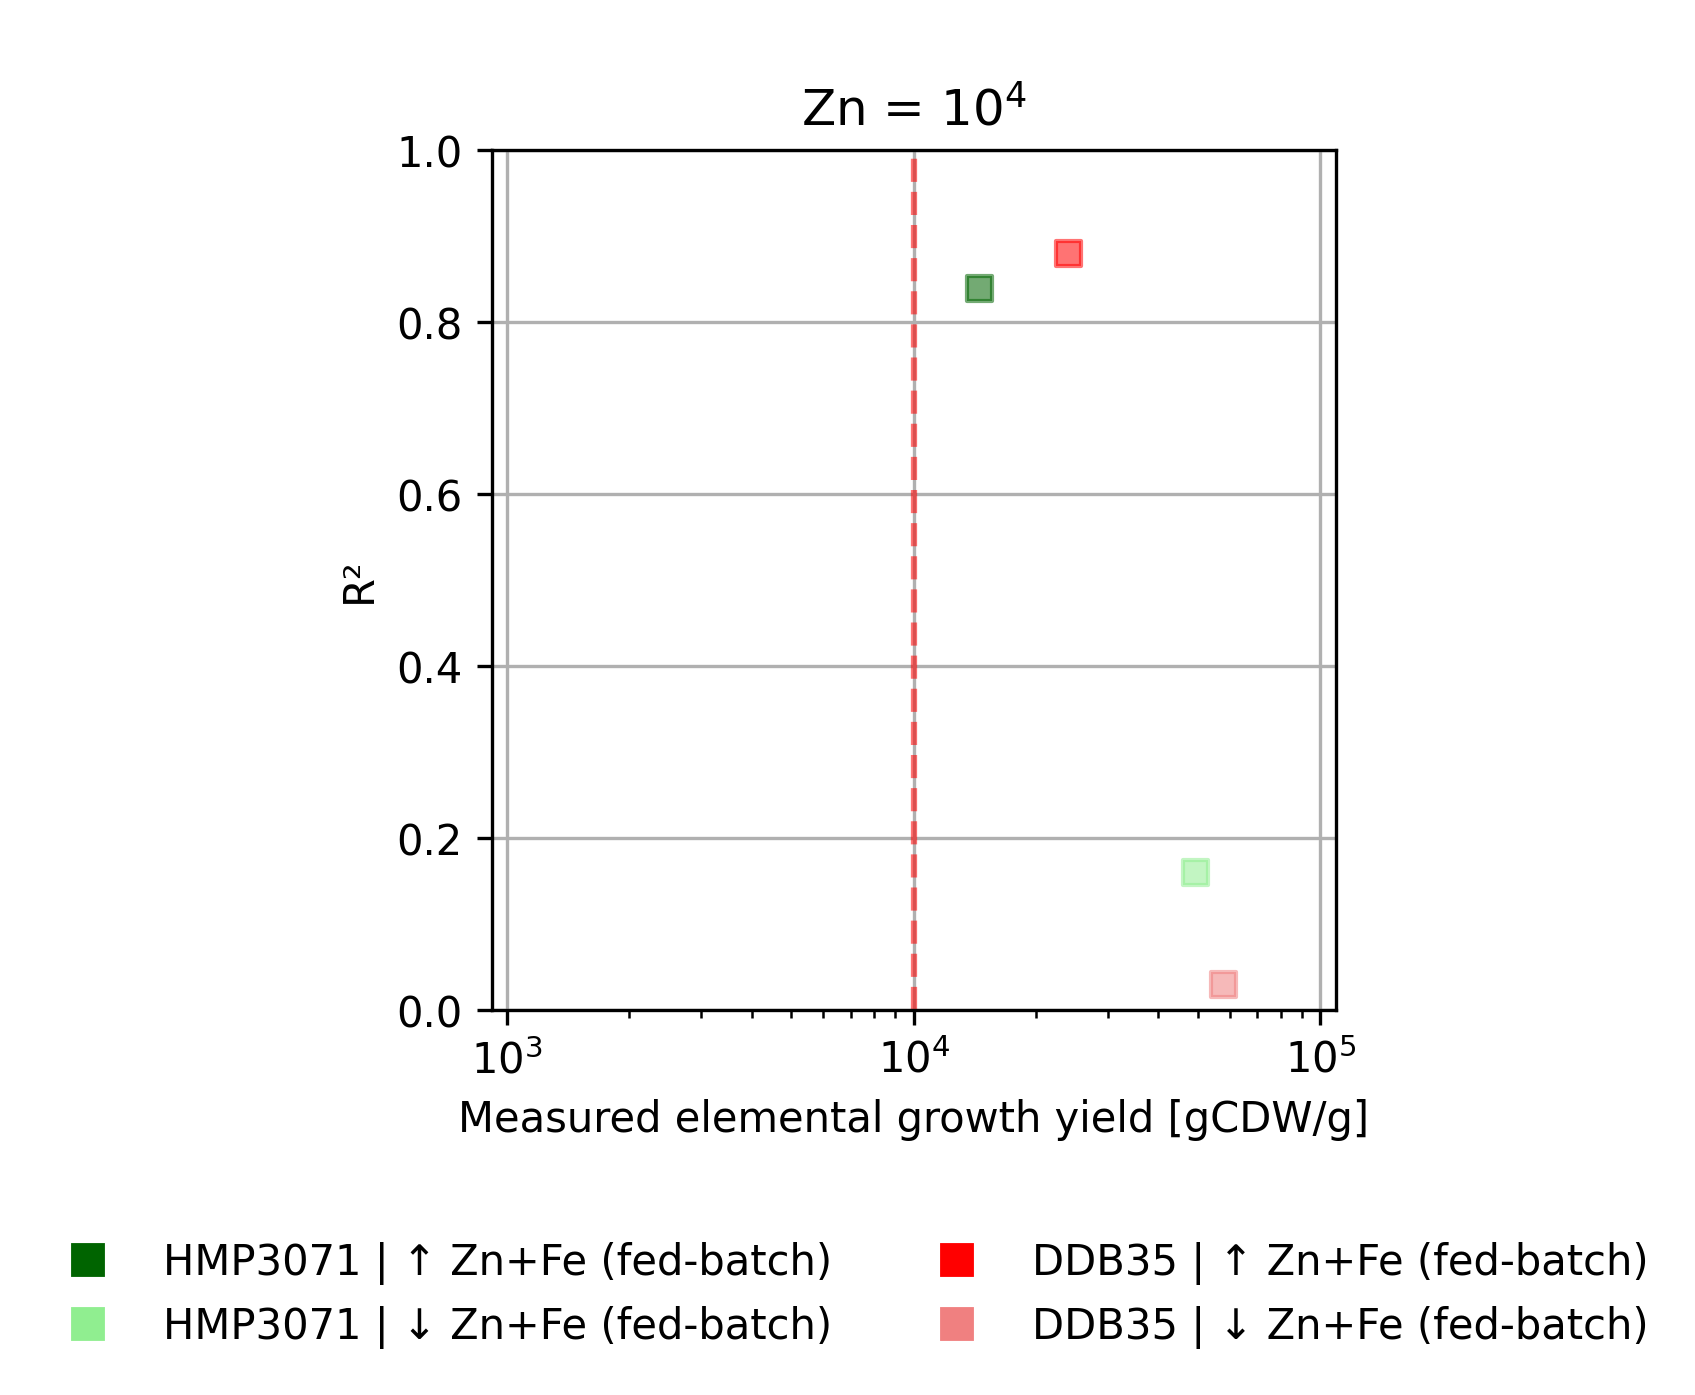 Zn = 10⁴
1.0
0.8
0.6
0.4
0.2
0.0
R²
10³ 10⁴ 10⁵
Measured elemental growth yield [gCDW/g]
HMP3071 | ↑ Zn+Fe (fed-batch)
HMP3071 | ↓ Zn+Fe (fed-batch)
DDB35 | ↑ Zn+Fe (fed-batch)
DDB35 | ↓ Zn+Fe (fed-batch)